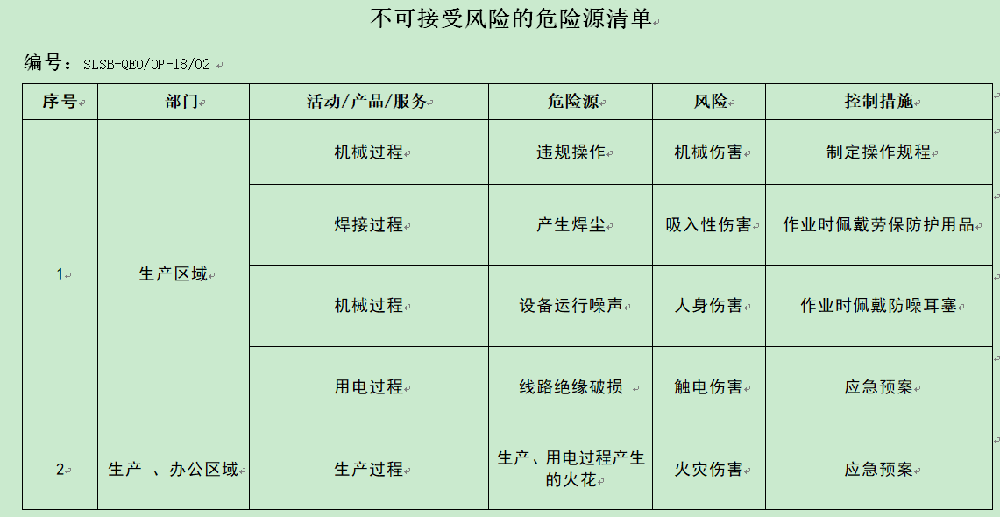 不可接受风险的危险源清单
编号：SLSB-QEO/OP-18/02
序号 部门 活动/产品/服务 危险源 风险 控制措施
1 生产区域 机械过程 违规操作 机械伤害 制定操作规程
焊接过程 产生焊尘 吸入性伤害 作业时佩戴劳保防护用品
机械过程 设备运行噪声 人身伤害 作业时佩戴防噪耳塞
用电过程 线路绝缘破损 触电伤害 应急预案
2 生产 、办公区域 生产过程 生产、用电过程产生
的火花 火灾伤害 应急预案